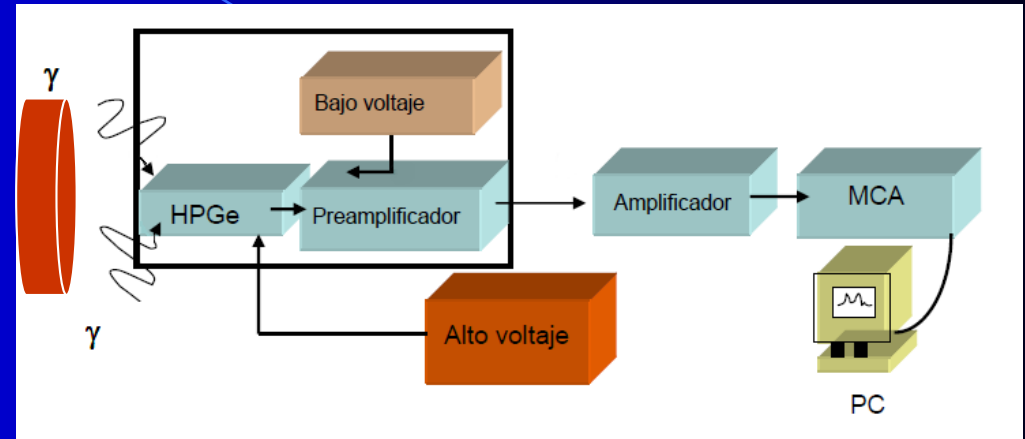 γ
Bajo voltaje
HPGe
Preamplificador
Amplificador
MCA
γ
Alto voltaje
PC